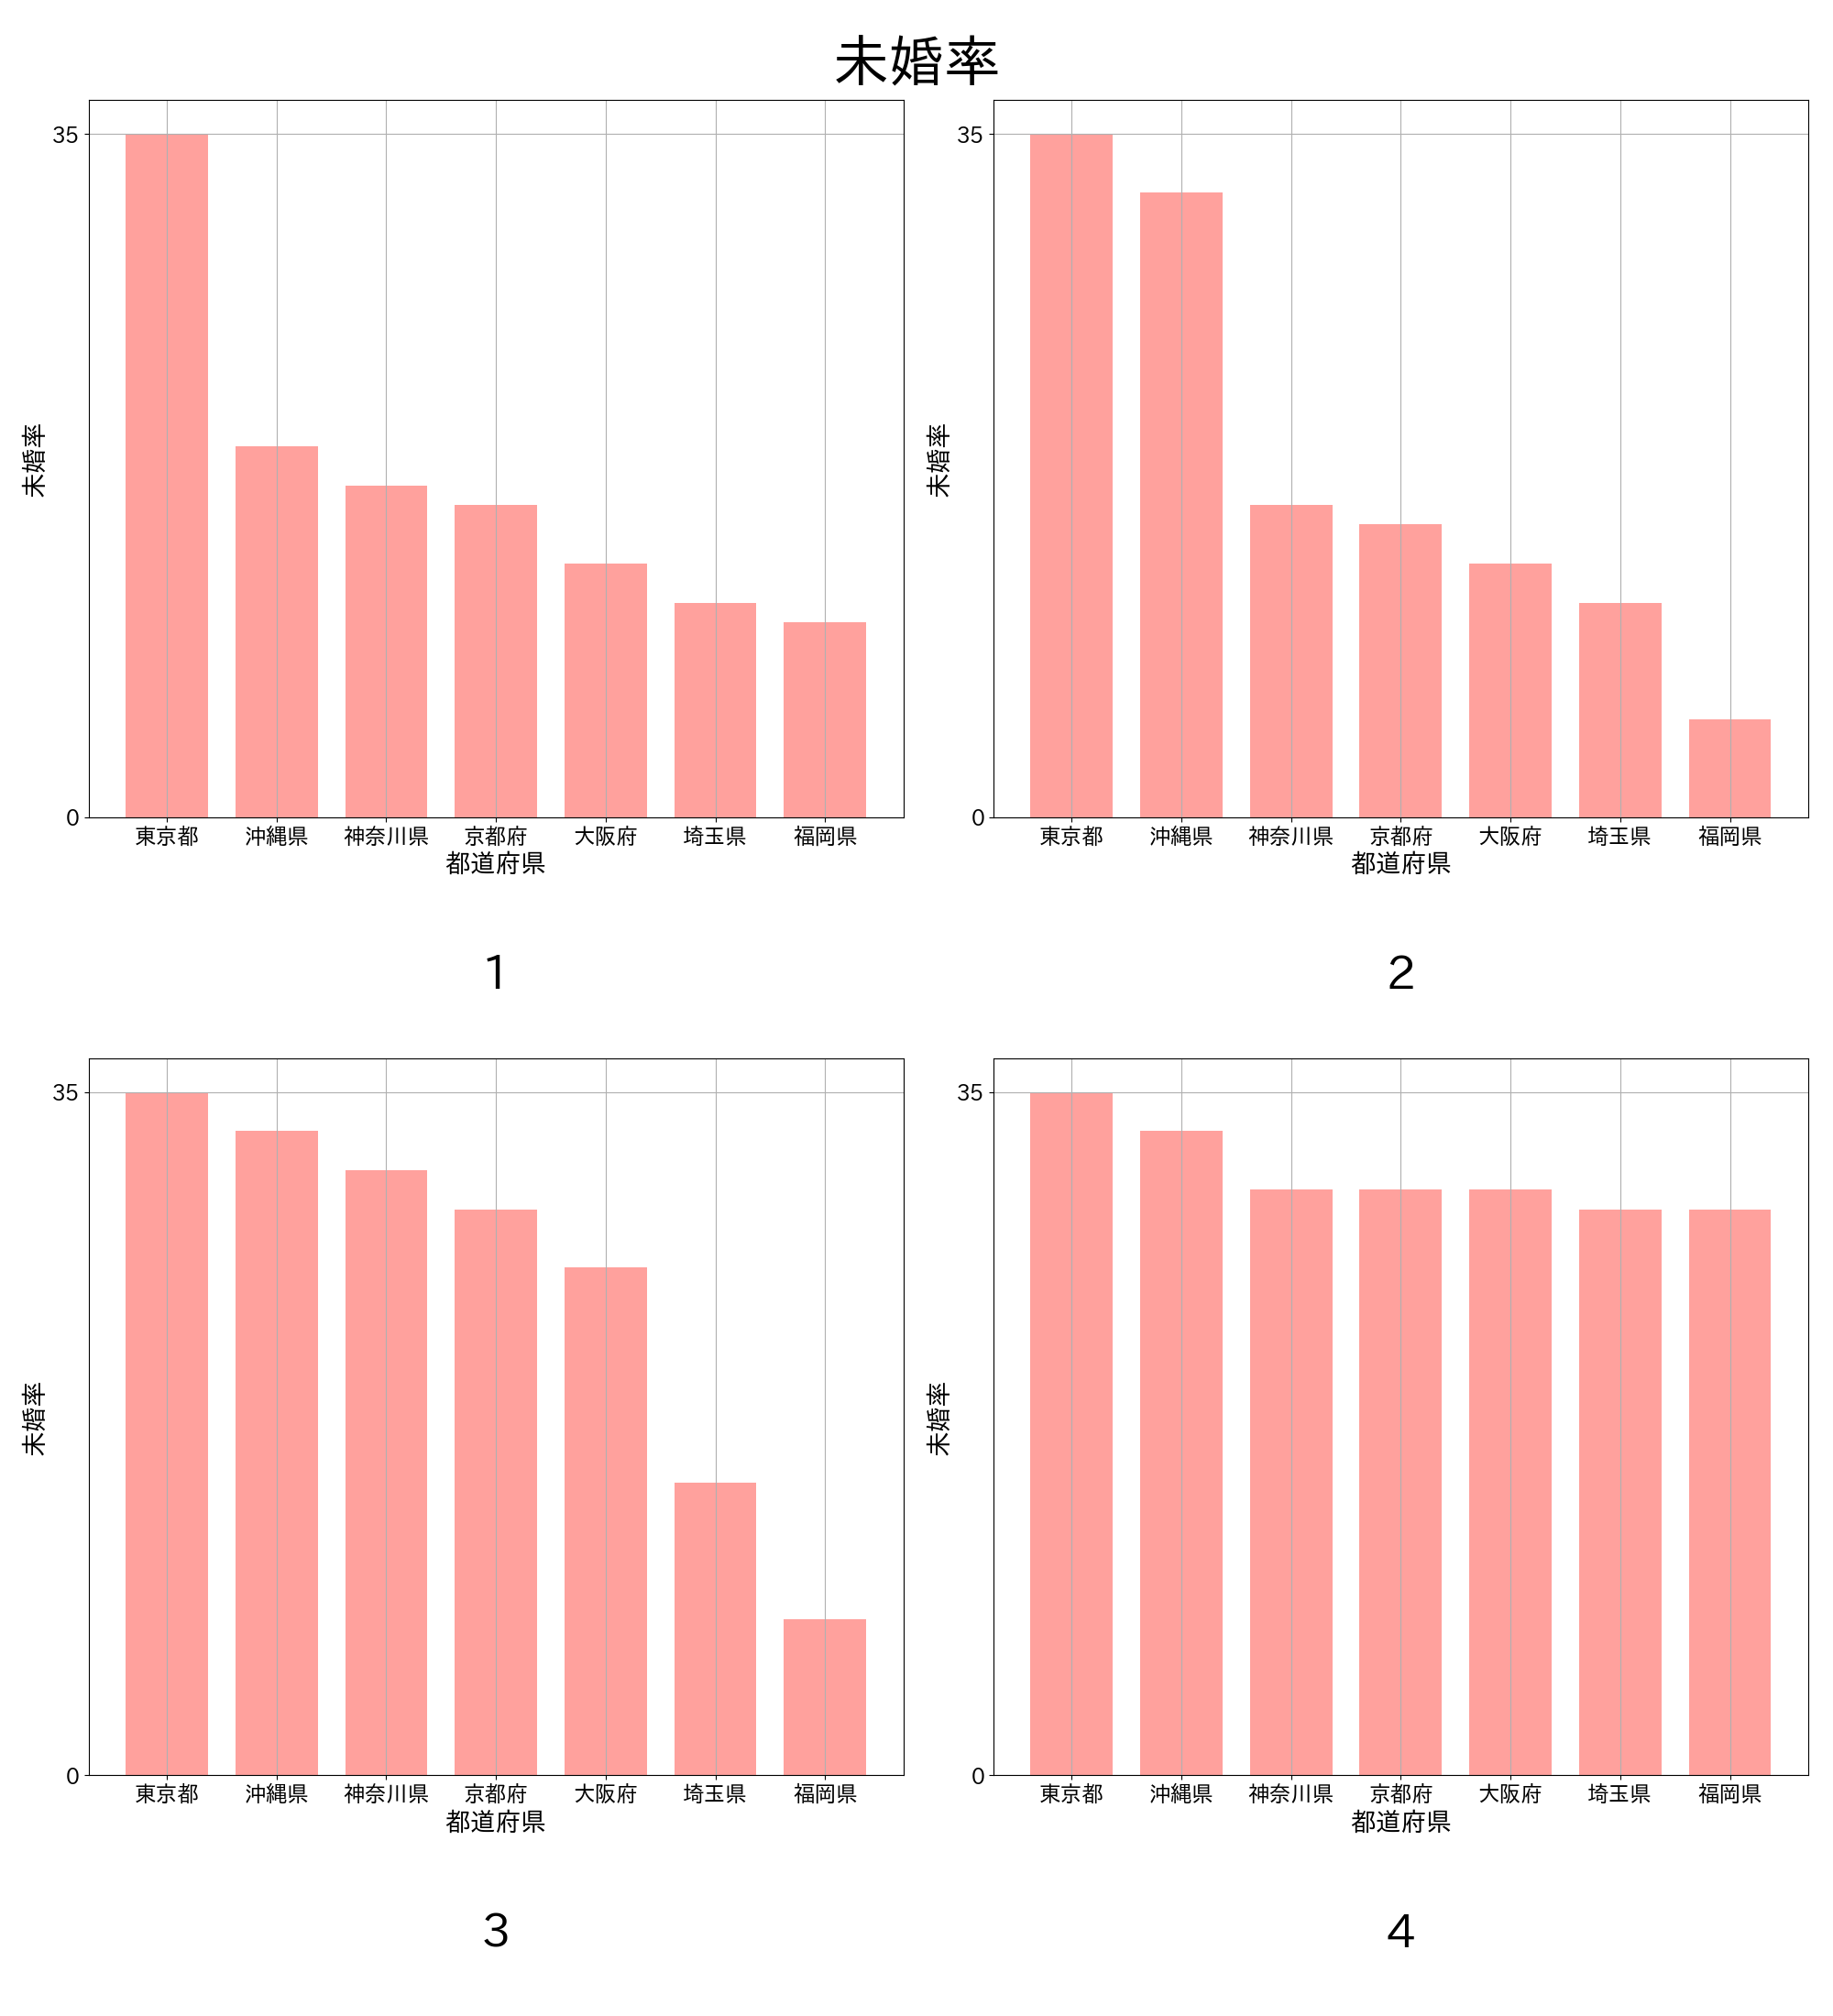 未婚率
35
0
未婚率
東京都 沖縄県 神奈川県 京都府 大阪府 埼玉県 福岡県
都道府県
1
35
0
未婚率
東京都 沖縄県 神奈川県 京都府 大阪府 埼玉県 福岡県
都道府県
2
35
0
未婚率
東京都 沖縄県 神奈川県 京都府 大阪府 埼玉県 福岡県
都道府県
3
35
0
未婚率
東京都 沖縄県 神奈川県 京都府 大阪府 埼玉県 福岡県
都道府県
4